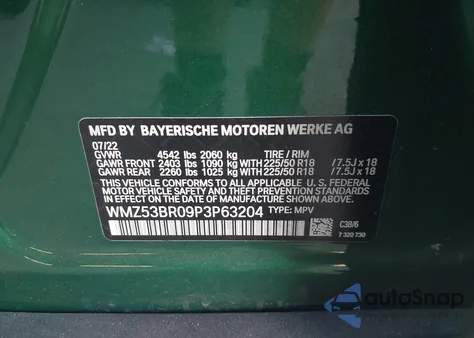 MFD BY BAYERISCHE MOTOREN WERKE AG
07/22
GVWR 4542 lbs 2060 kg TIRE / RIM
GAWR FRONT 2403 lbs 1090 kg WITH 225/50 R18 / 7.5J x 18
GAWR REAR 2260 lbs 1025 kg WITH 225/50 R18 / 7.5J x 18
THIS VEHICLE CONFORMS TO ALL APPLICABLE U.S. FEDERAL
MOTOR VEHICLE SAFETY AND THEFT PREVENTION STANDARDS
IN EFFECT ON THE DATE OF MANUFACTURE SHOWN ABOVE.
WMZ53BR09P3P63204 TYPE: MPV
C38/6
7 320 730
autoSnap